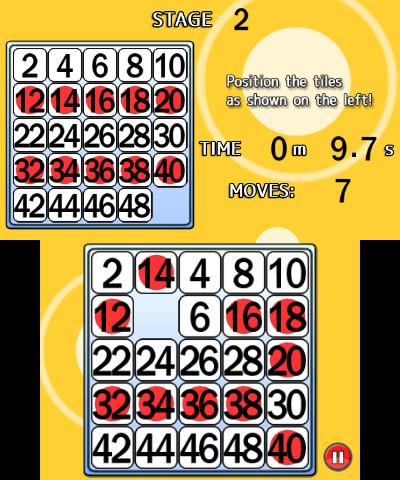 STAGE 2
2 4 6 8 10
12 14 16 18 20
22 24 26 28 30
32 34 36 38 40
42 44 46 48
Position the tiles
as shown on the left!
TIME 0m 9.7s
MOVES: 7
2 14 4 8 10
12 6 16 18
22 24 26 28 20
32 34 36 38 30
42 44 46 48 40